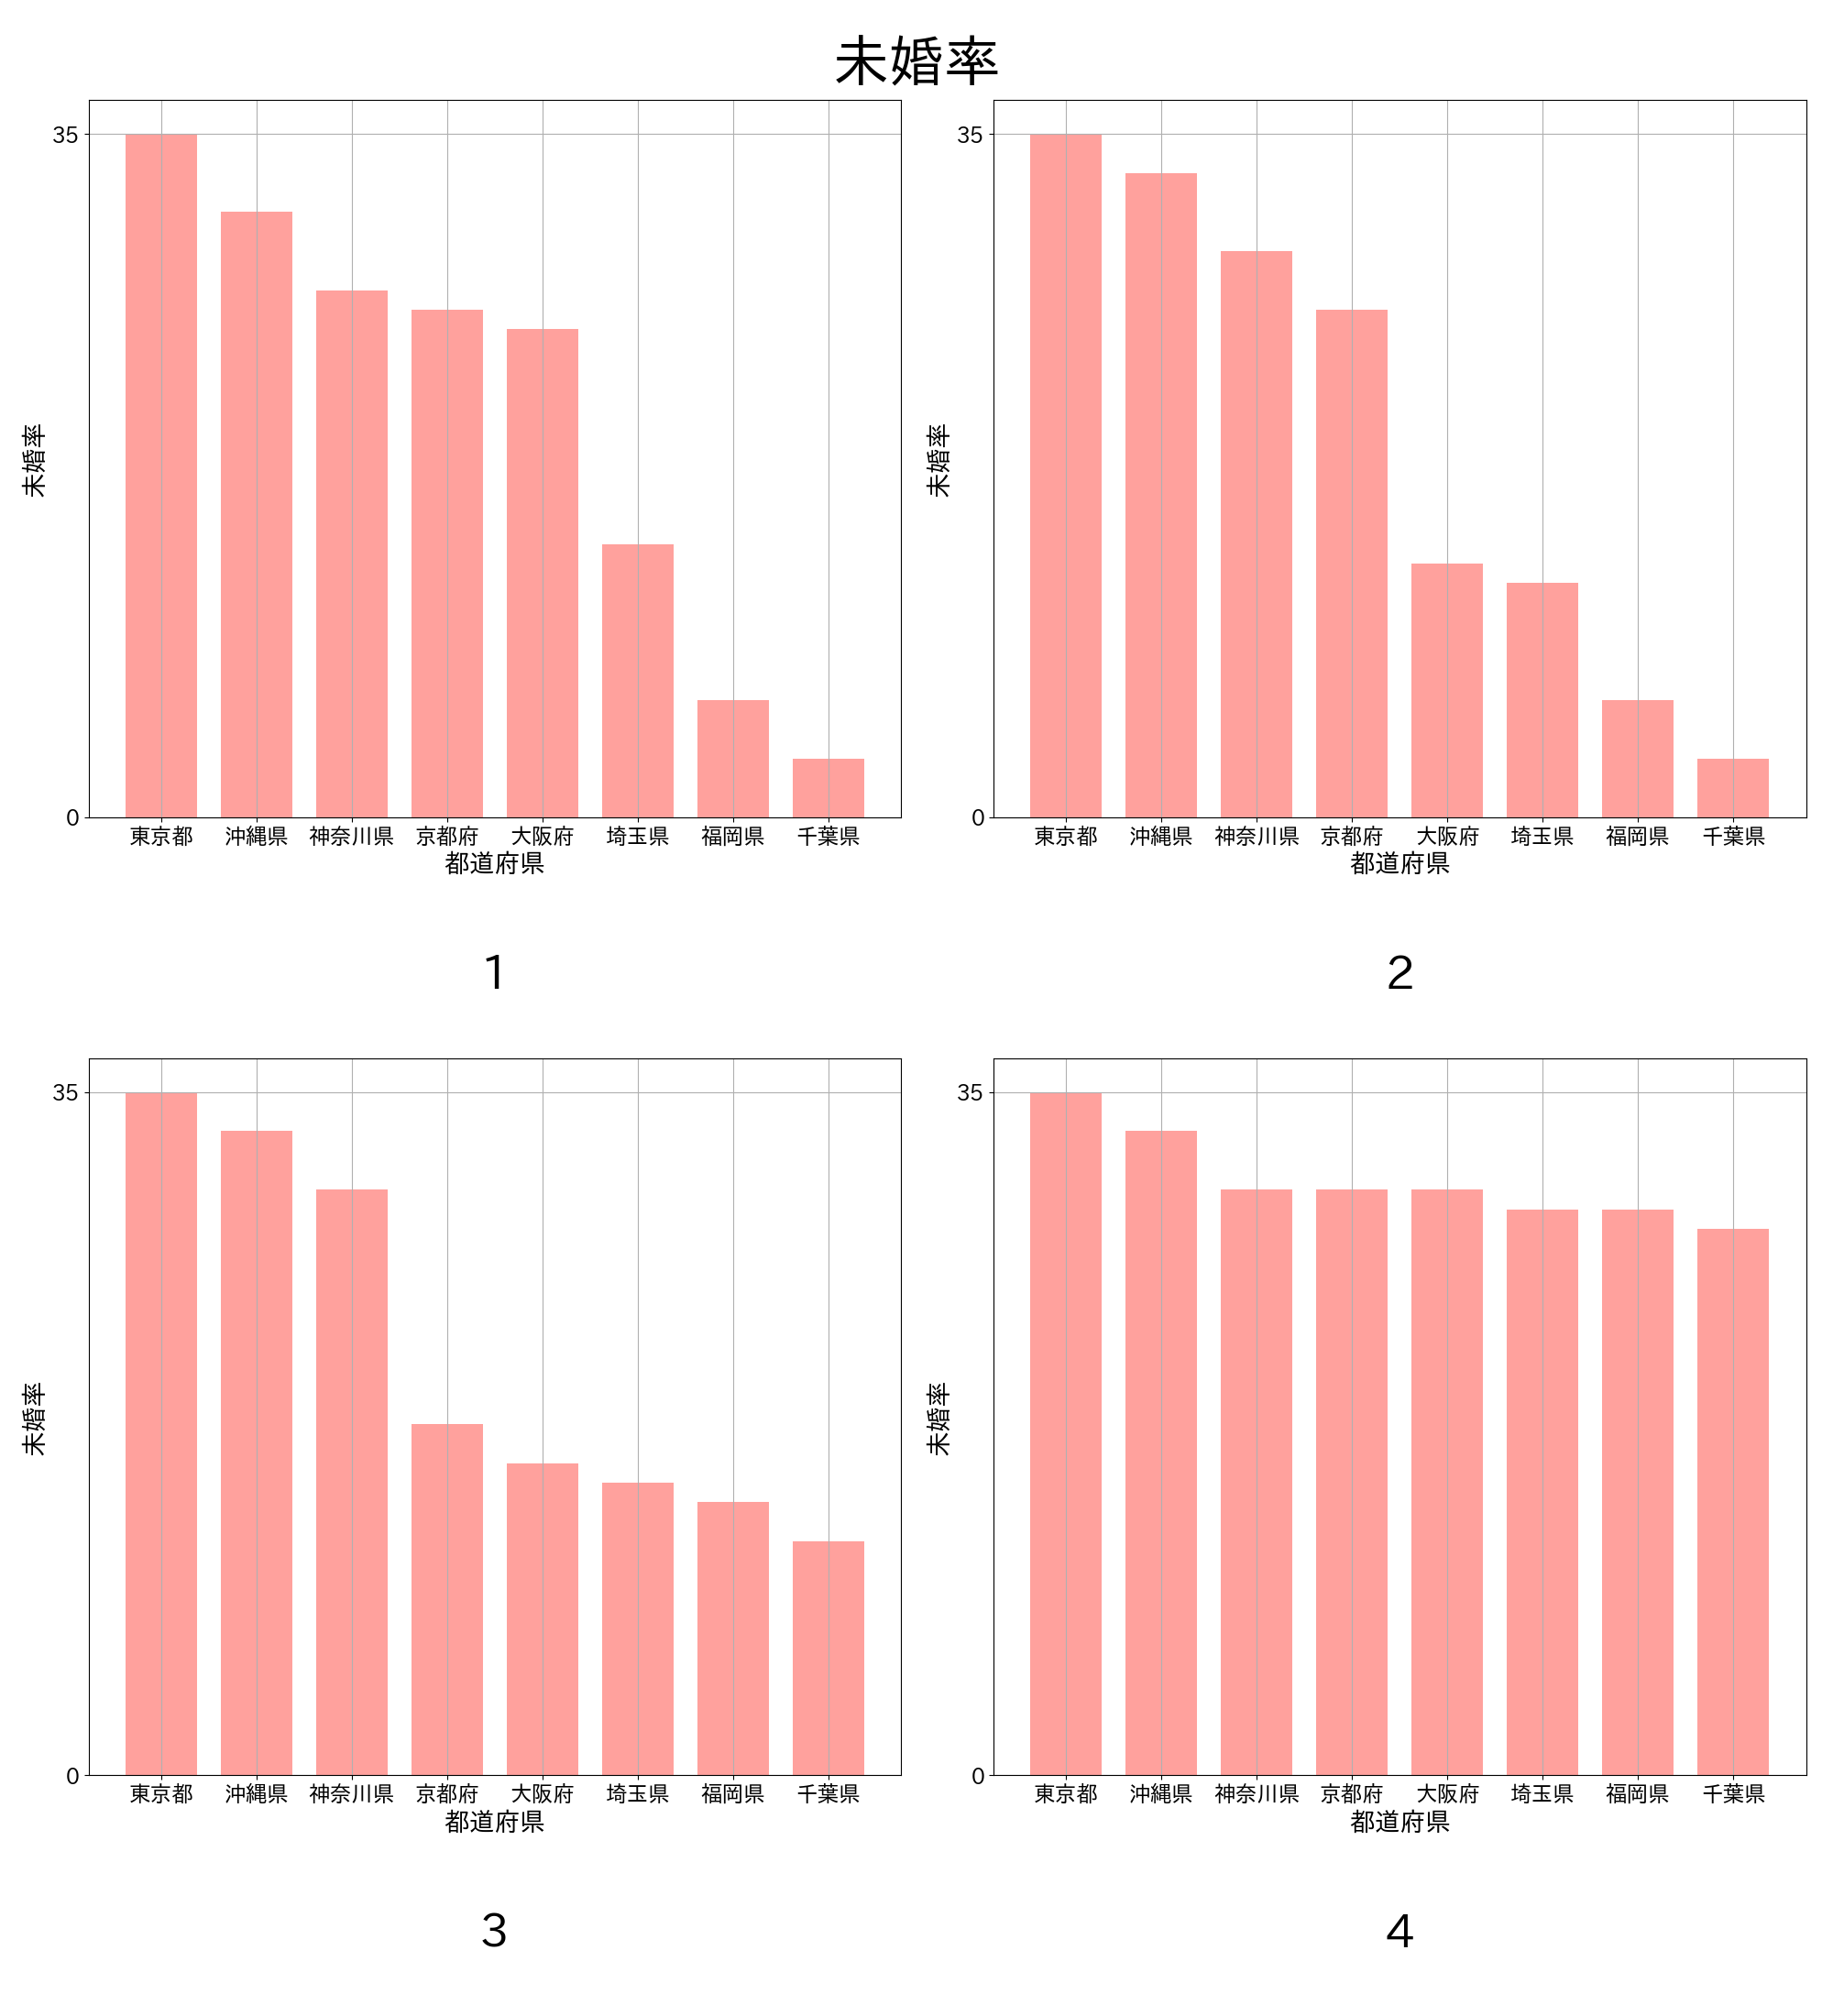 未婚率
35
0
未婚率
東京都 沖縄県 神奈川県 京都府 大阪府 埼玉県 福岡県 千葉県
都道府県
1
35
0
未婚率
東京都 沖縄県 神奈川県 京都府 大阪府 埼玉県 福岡県 千葉県
都道府県
2
35
0
未婚率
東京都 沖縄県 神奈川県 京都府 大阪府 埼玉県 福岡県 千葉県
都道府県
3
35
0
未婚率
東京都 沖縄県 神奈川県 京都府 大阪府 埼玉県 福岡県 千葉県
都道府県
4